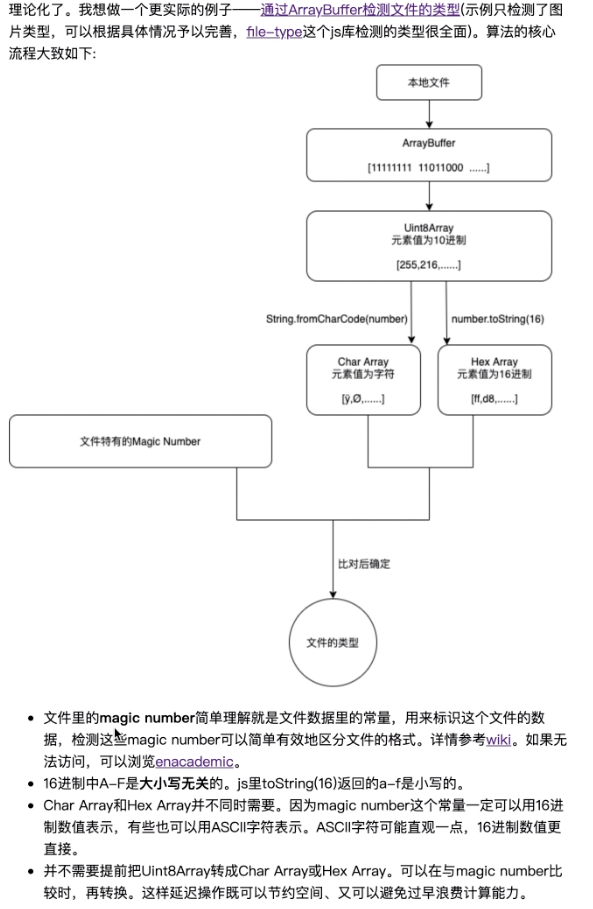 理论化了。我想做一个更实际的例子——通过ArrayBuffer检测文件的类型(示例只检测了图
片类型，可以根据具体情况予以完善，file-type这个js库检测的类型很全面)。算法的核心
流程大致如下:
本地文件
ArrayBuffer
[11111111 11011000 ......]
Uint8Array
元素值为10进制
[255,216,......]
String.fromCharCode(number)
number.toString(16)
Char Array
元素值为字符
[ÿ,Ø,......]
Hex Array
元素值为16进制
[ff,d8,......]
文件特有的Magic Number
比对后确定
文件的类型
• 文件里的magic number简单理解就是文件数据里的常量，用来标识这个文件的数
据，检测这些magic number可以简单有效地区分文件的格式。详情参考wiki。如果无
法访问，可以浏览enacademic。
• 16进制中A-F是大小写无关的。js里toString(16)返回的a-f是小写的。
• Char Array和Hex Array并不同时需要。因为magic number这个常量一定可以用16进
制数值表示，有些也可以用ASCII字符表示。ASCII字符可能直观一点，16进制数值更
直接。
• 并不需要提前把Uint8Array转成Char Array或Hex Array。可以在与magic number比
较时，再转换。这样延迟操作既可以节约空间、又可以避免过早浪费计算能力。